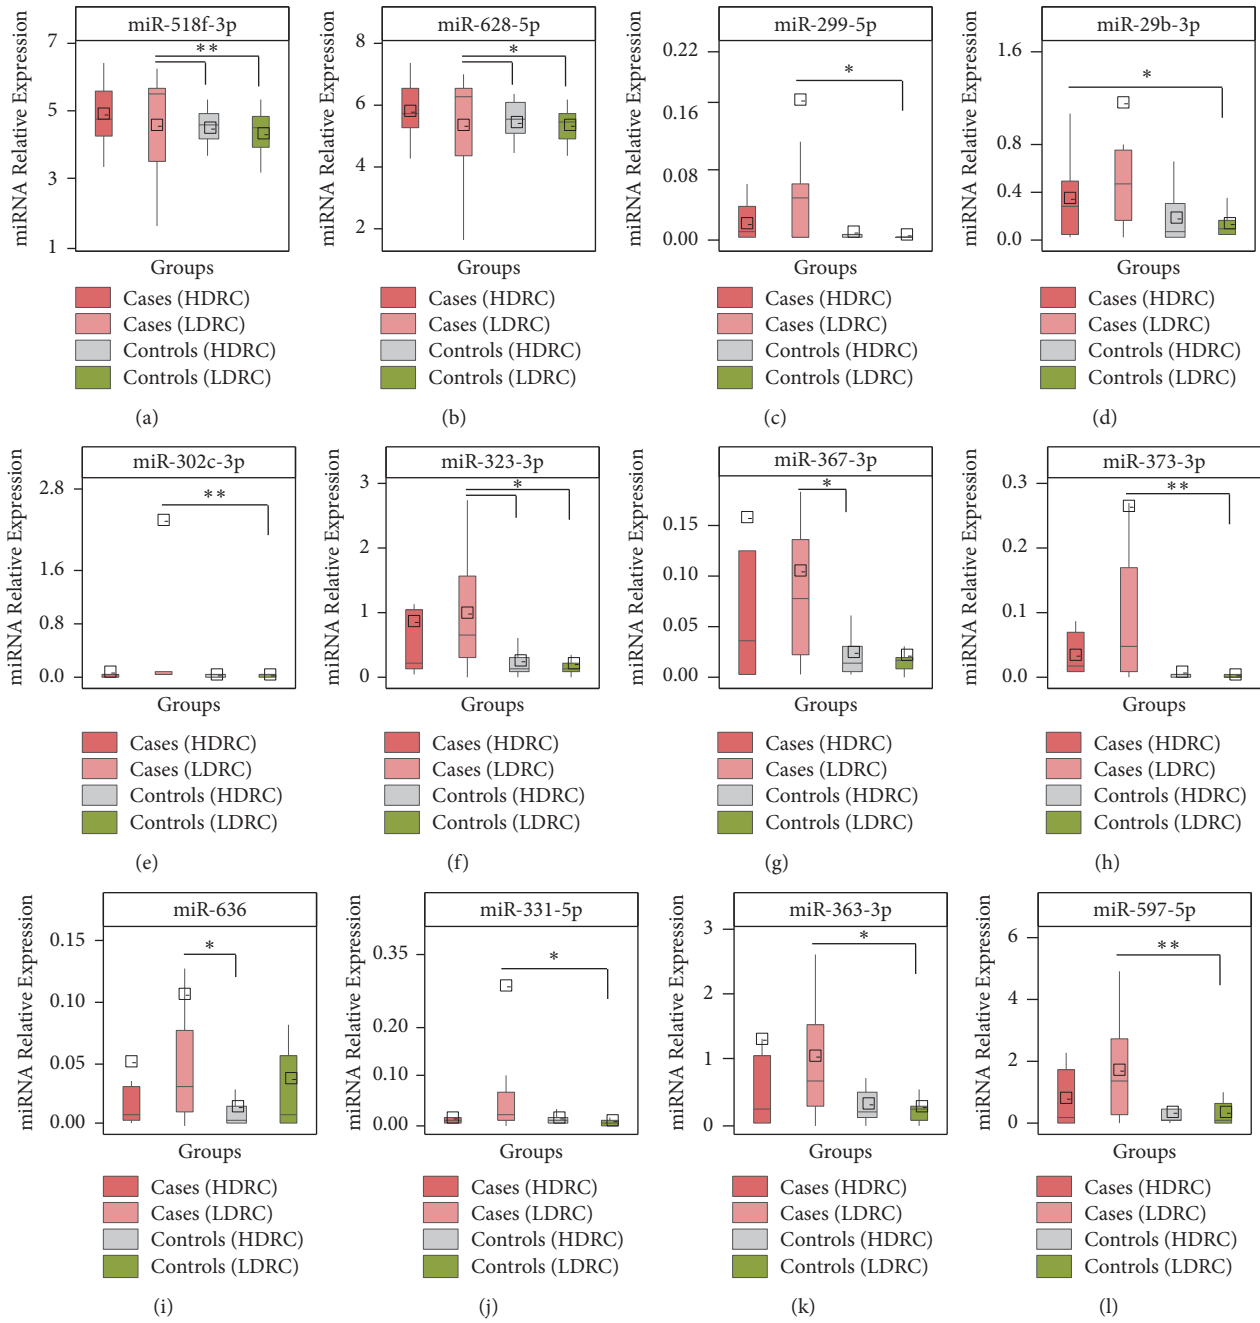 miR-518f-3p
miRNA Relative Expression
7
5
3
1
**
Groups
Cases (HDRC)
Cases (LDRC)
Controls (HDRC)
Controls (LDRC)
(a)
miR-628-5p
miRNA Relative Expression
8
6
4
2
*
Groups
Cases (HDRC)
Cases (LDRC)
Controls (HDRC)
Controls (LDRC)
(b)
miR-299-5p
miRNA Relative Expression
0.22
0.16
0.08
0.00
*
Groups
Cases (HDRC)
Cases (LDRC)
Controls (HDRC)
Controls (LDRC)
(c)
miR-29b-3p
miRNA Relative Expression
1.6
0.8
0.4
0.0
*
Groups
Cases (HDRC)
Cases (LDRC)
Controls (HDRC)
Controls (LDRC)
(d)
miR-302c-3p
miRNA Relative Expression
2.8
1.6
0.8
0.0
**
Groups
Cases (HDRC)
Cases (LDRC)
Controls (HDRC)
Controls (LDRC)
(e)
miR-323-3p
miRNA Relative Expression
3
2
1
0
*
Groups
Cases (HDRC)
Cases (LDRC)
Controls (HDRC)
Controls (LDRC)
(f)
miR-367-3p
miRNA Relative Expression
0.15
0.10
0.05
0.00
*
Groups
Cases (HDRC)
Cases (LDRC)
Controls (HDRC)
Controls (LDRC)
(g)
miR-373-3p
miRNA Relative Expression
0.3
0.2
0.1
0.0
**
Groups
Cases (HDRC)
Cases (LDRC)
Controls (HDRC)
Controls (LDRC)
(h)
miR-636
miRNA Relative Expression
0.15
0.10
0.05
0.00
*
Groups
Cases (HDRC)
Cases (LDRC)
Controls (HDRC)
Controls (LDRC)
(i)
miR-331-5p
miRNA Relative Expression
0.35
0.20
0.10
0.00
*
Groups
Cases (HDRC)
Cases (LDRC)
Controls (HDRC)
Controls (LDRC)
(j)
miR-363-3p
miRNA Relative Expression
3
2
1
0
*
Groups
Cases (HDRC)
Cases (LDRC)
Controls (HDRC)
Controls (LDRC)
(k)
miR-597-5p
miRNA Relative Expression
6
4
2
0
**
Groups
Cases (HDRC)
Cases (LDRC)
Controls (HDRC)
Controls (LDRC)
(l)